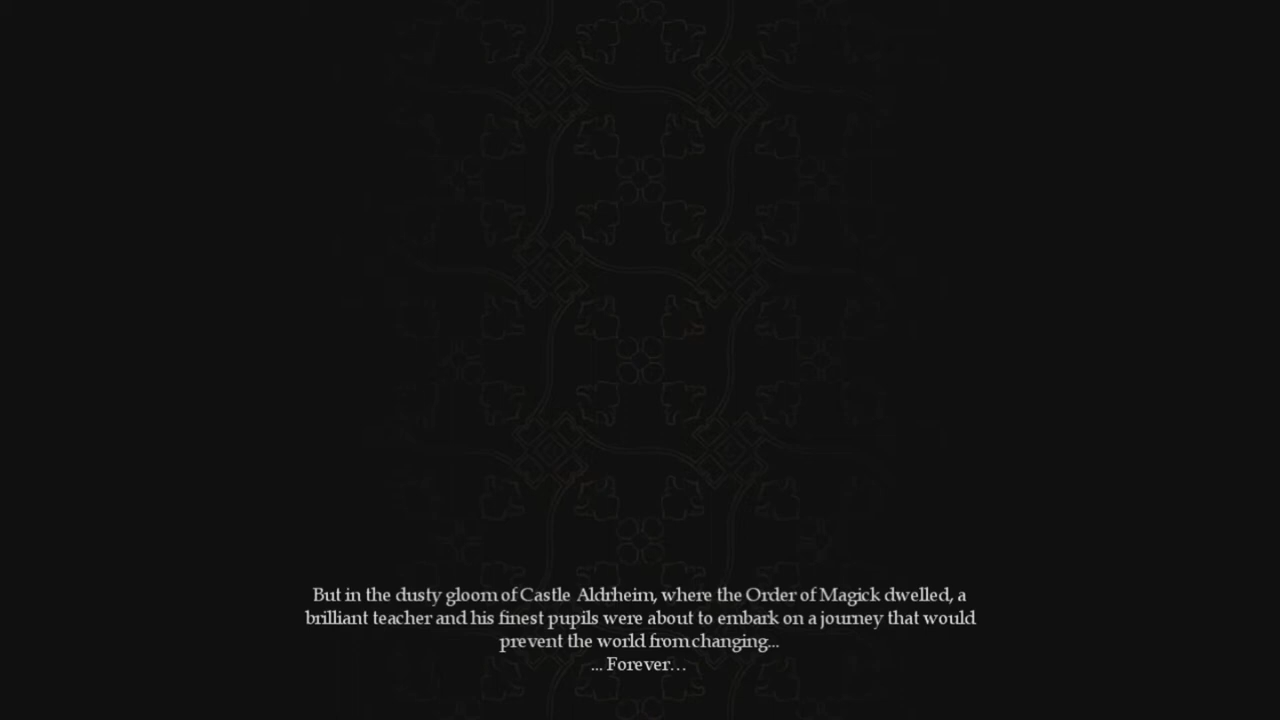 But in the dusty gloom of Castle Aldrheim, where the Order of Magick dwelled, a
brilliant teacher and his finest pupils were about to embark on a journey that would
prevent the world from changing...
... Forever...